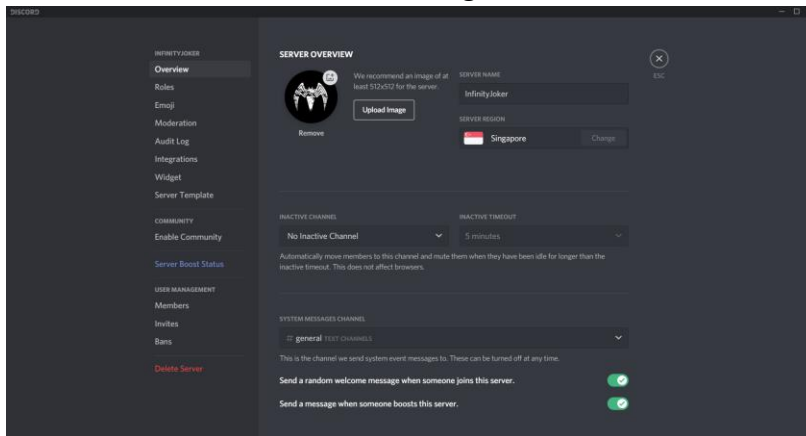 DISCORD
INFINITYJOKER
Overview
Roles
Emoji
Moderation
Audit Log
Integrations
Widget
Server Template
COMMUNITY
Enable Community
Server Boost Status
USER MANAGEMENT
Members
Invites
Bans
Delete Server
SERVER OVERVIEW
Remove
We recommend an image of at
least 512x512 for the server.
Upload Image
SERVER NAME
InfinityJoker
SERVER REGION
Singapore
Change
ESC
INACTIVE CHANNEL
No Inactive Channel
INACTIVE TIMEOUT
5 minutes
Automatically move members to this channel and mute them when they have been idle for longer than the
inactive timeout. This does not affect browsers.
SYSTEM MESSAGES CHANNEL
general TEXT CHANNELS
This is the channel we send system event messages to. These can be turned off at any time.
Send a random welcome message when someone joins this server.
Send a message when someone boosts this server.